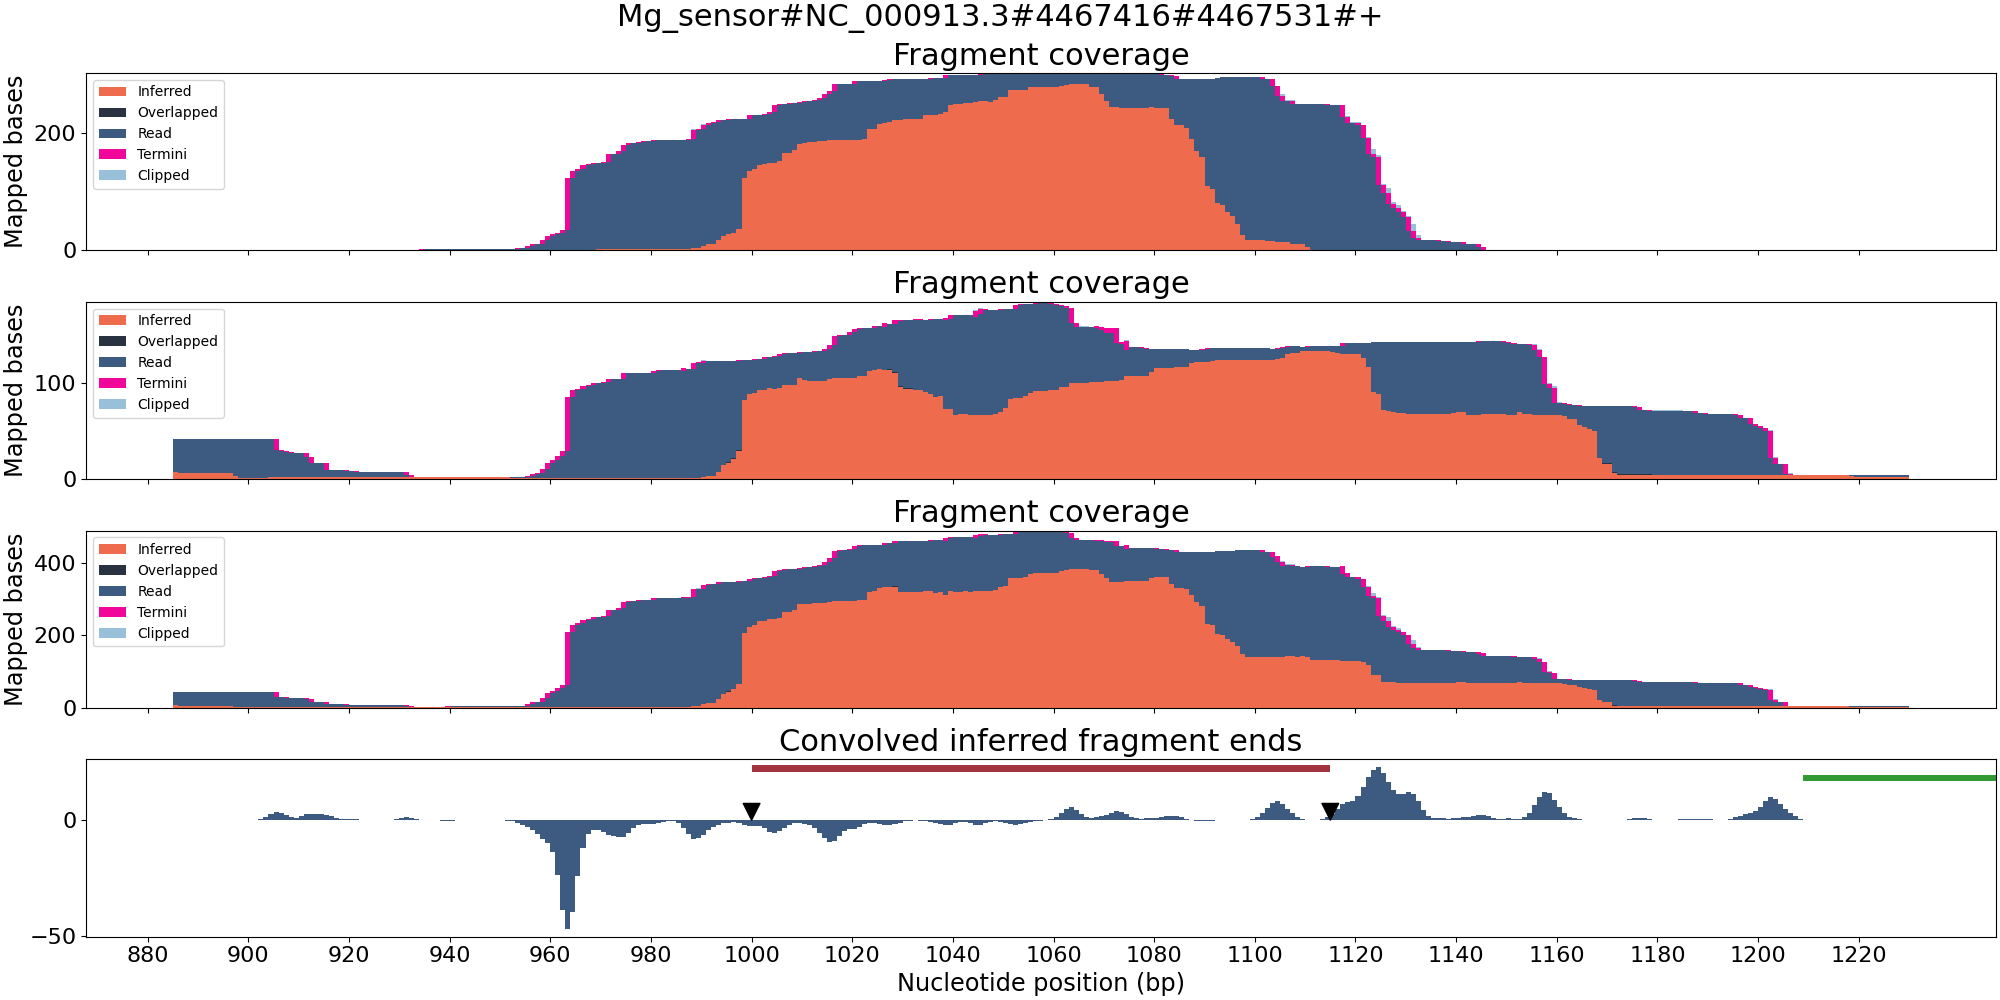 Mg_sensor#NC_000913.3#4467416#4467531#+
Fragment coverage
Mapped bases
200
0
Inferred
Overlapped
Read
Termini
Clipped
Fragment coverage
Mapped bases
100
0
Inferred
Overlapped
Read
Termini
Clipped
Fragment coverage
Mapped bases
400
200
0
Inferred
Overlapped
Read
Termini
Clipped
Convolved inferred fragment ends
0
−50
880 900 920 940 960 980 1000 1020 1040 1060 1080 1100 1120 1140 1160 1180 1200 1220
Nucleotide position (bp)